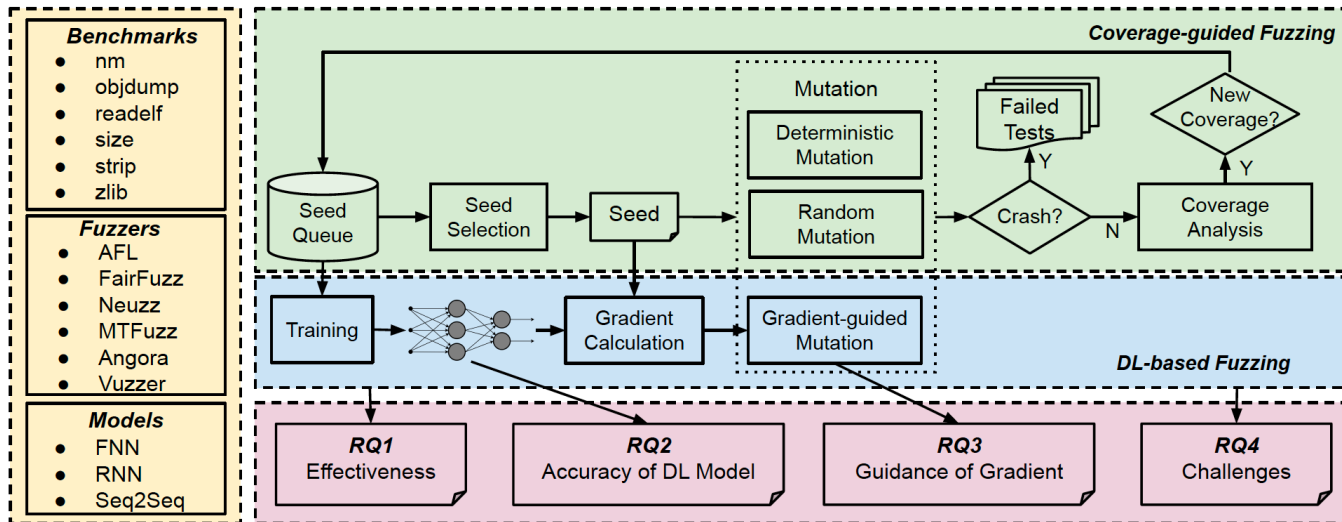 Benchmarks
● nm
● objdump
● readelf
● size
● strip
● zlib
Fuzzers
● AFL
● FairFuzz
● Neuzz
● MTFuzz
● Angora
● Vuzzer
Models
● FNN
● RNN
● Seq2Seq
Coverage-guided Fuzzing
Seed
Queue
Seed
Selection
Seed
Mutation
Deterministic
Mutation
Random
Mutation
Failed
Tests
Y
Crash?
N
New
Coverage?
Y
Coverage
Analysis
Training
Gradient
Calculation
Gradient-guided
Mutation
DL-based Fuzzing
RQ1
Effectiveness
RQ2
Accuracy of DL Model
RQ3
Guidance of Gradient
RQ4
Challenges